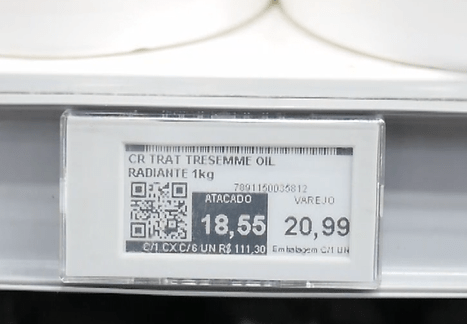 CR TRAT TRESEMME OIL
RADIANTE 1kg
7891150035812
ATACADO VAREJO
18,55 20,99
C/1 CX C/6 UN R$ 111,30 Embalagem C/1 UN